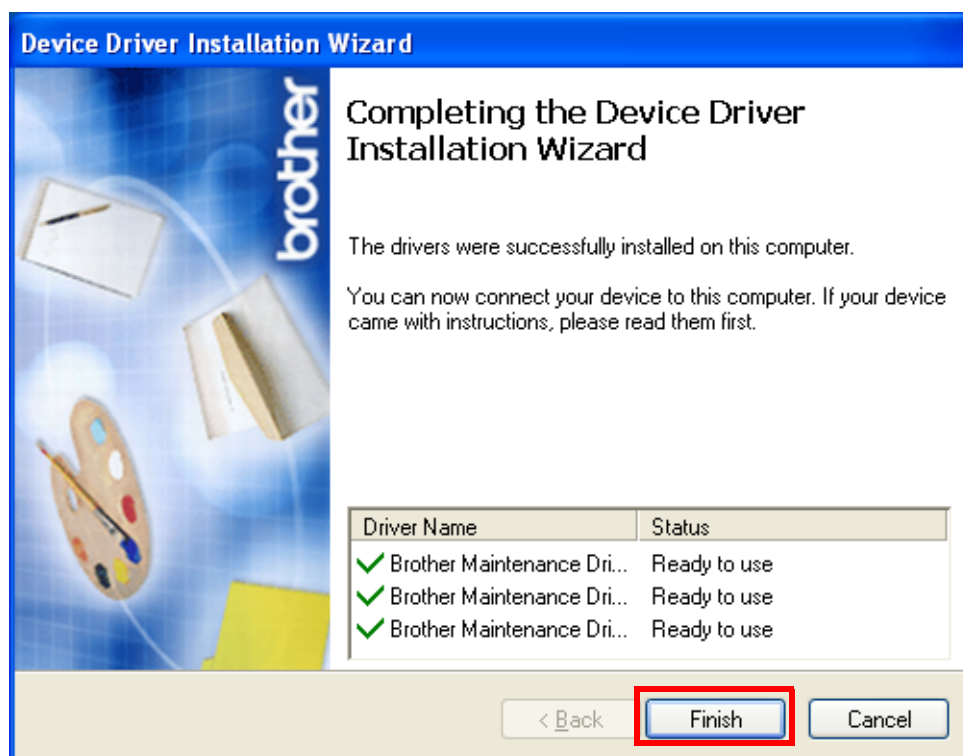 Device Driver Installation Wizard
brother
Completing the Device Driver
Installation Wizard
The drivers were successfully installed on this computer.
You can now connect your device to this computer. If your device
came with instructions, please read them first.
Driver Name Status
Brother Maintenance Dri... Ready to use
Brother Maintenance Dri... Ready to use
Brother Maintenance Dri... Ready to use
< Back Finish Cancel